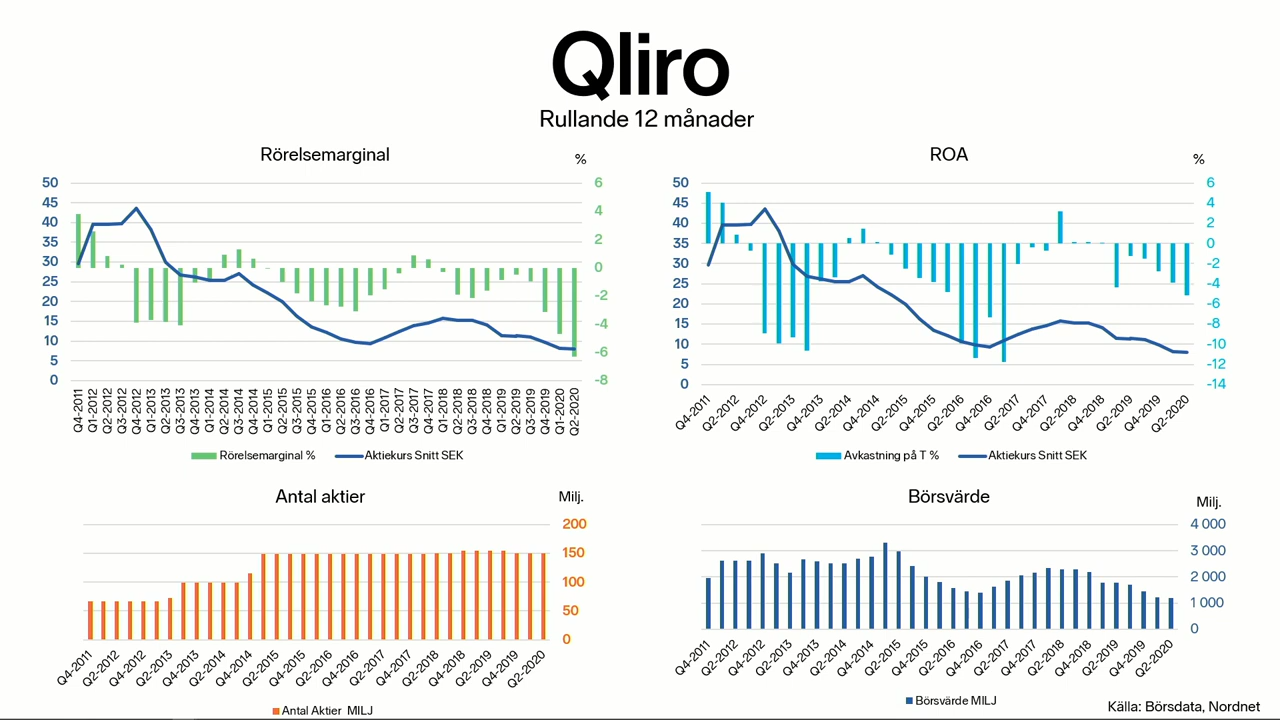 Qliro
Rullande 12 månader
Rörelsemarginal
%
50
45
40
35
30
25
20
15
10
5
0
6
4
2
0
-2
-4
-6
-8
Q4-2011
Q1-2012
Q2-2012
Q3-2012
Q4-2012
Q1-2013
Q2-2013
Q3-2013
Q4-2013
Q1-2014
Q2-2014
Q3-2014
Q4-2014
Q1-2015
Q2-2015
Q3-2015
Q4-2015
Q1-2016
Q2-2016
Q3-2016
Q4-2016
Q1-2017
Q2-2017
Q3-2017
Q4-2017
Q1-2018
Q2-2018
Q3-2018
Q4-2018
Q1-2019
Q2-2019
Q3-2019
Q4-2019
Q1-2020
Q2-2020
Rörelsemarginal %
Aktiekurs Snitt SEK
ROA
%
50
45
40
35
30
25
20
15
10
5
0
6
4
2
0
-2
-4
-6
-8
-10
-12
-14
Q4-2011
Q2-2012
Q4-2012
Q2-2013
Q4-2013
Q2-2014
Q4-2014
Q2-2015
Q4-2015
Q2-2016
Q4-2016
Q2-2017
Q4-2017
Q2-2018
Q4-2018
Q2-2019
Q4-2019
Q2-2020
Avkastning på T %
Aktiekurs Snitt SEK
Antal aktier
Milj.
200
150
100
50
0
Q4-2011
Q2-2012
Q4-2012
Q2-2013
Q4-2013
Q2-2014
Q4-2014
Q2-2015
Q4-2015
Q2-2016
Q4-2016
Q2-2017
Q4-2017
Q2-2018
Q4-2018
Q2-2019
Q4-2019
Q2-2020
Antal Aktier MILJ
Börsvärde
Milj.
4 000
3 000
2 000
1 000
0
Q4-2011
Q2-2012
Q4-2012
Q2-2013
Q4-2013
Q2-2014
Q4-2014
Q2-2015
Q4-2015
Q2-2016
Q4-2016
Q2-2017
Q4-2017
Q2-2018
Q4-2018
Q2-2019
Q4-2019
Q2-2020
Börsvärde MILJ
Källa: Börsdata, Nordnet